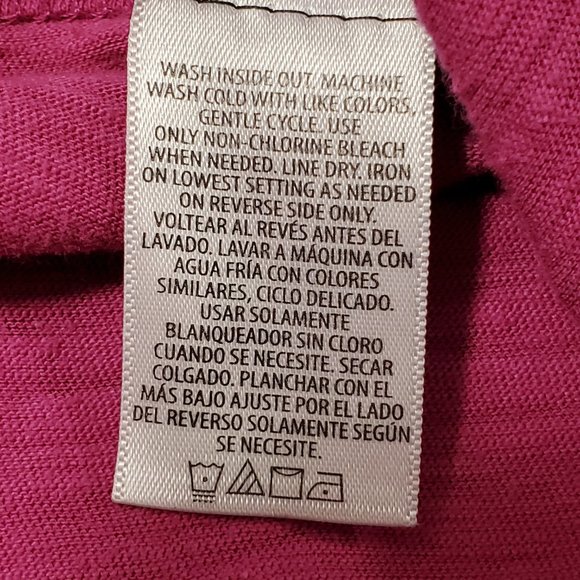 WASH INSIDE OUT. MACHINE
WASH COLD WITH LIKE COLORS,
GENTLE CYCLE. USE
ONLY NON-CHLORINE BLEACH
WHEN NEEDED. LINE DRY. IRON
ON LOWEST SETTING AS NEEDED
ON REVERSE SIDE ONLY.
VOLTEAR AL REVÉS ANTES DEL
LAVADO. LAVAR A MÁQUINA CON
AGUA FRÍA CON COLORES
SIMILARES, CICLO DELICADO.
USAR SOLAMENTE
BLANQUEADOR SIN CLORO
CUANDO SE NECESITE. SECAR
COLGADO. PLANCHAR CON EL
MÁS BAJO AJUSTE POR EL LADO
DEL REVERSO SOLAMENTE SEGÚN
SE NECESITE.